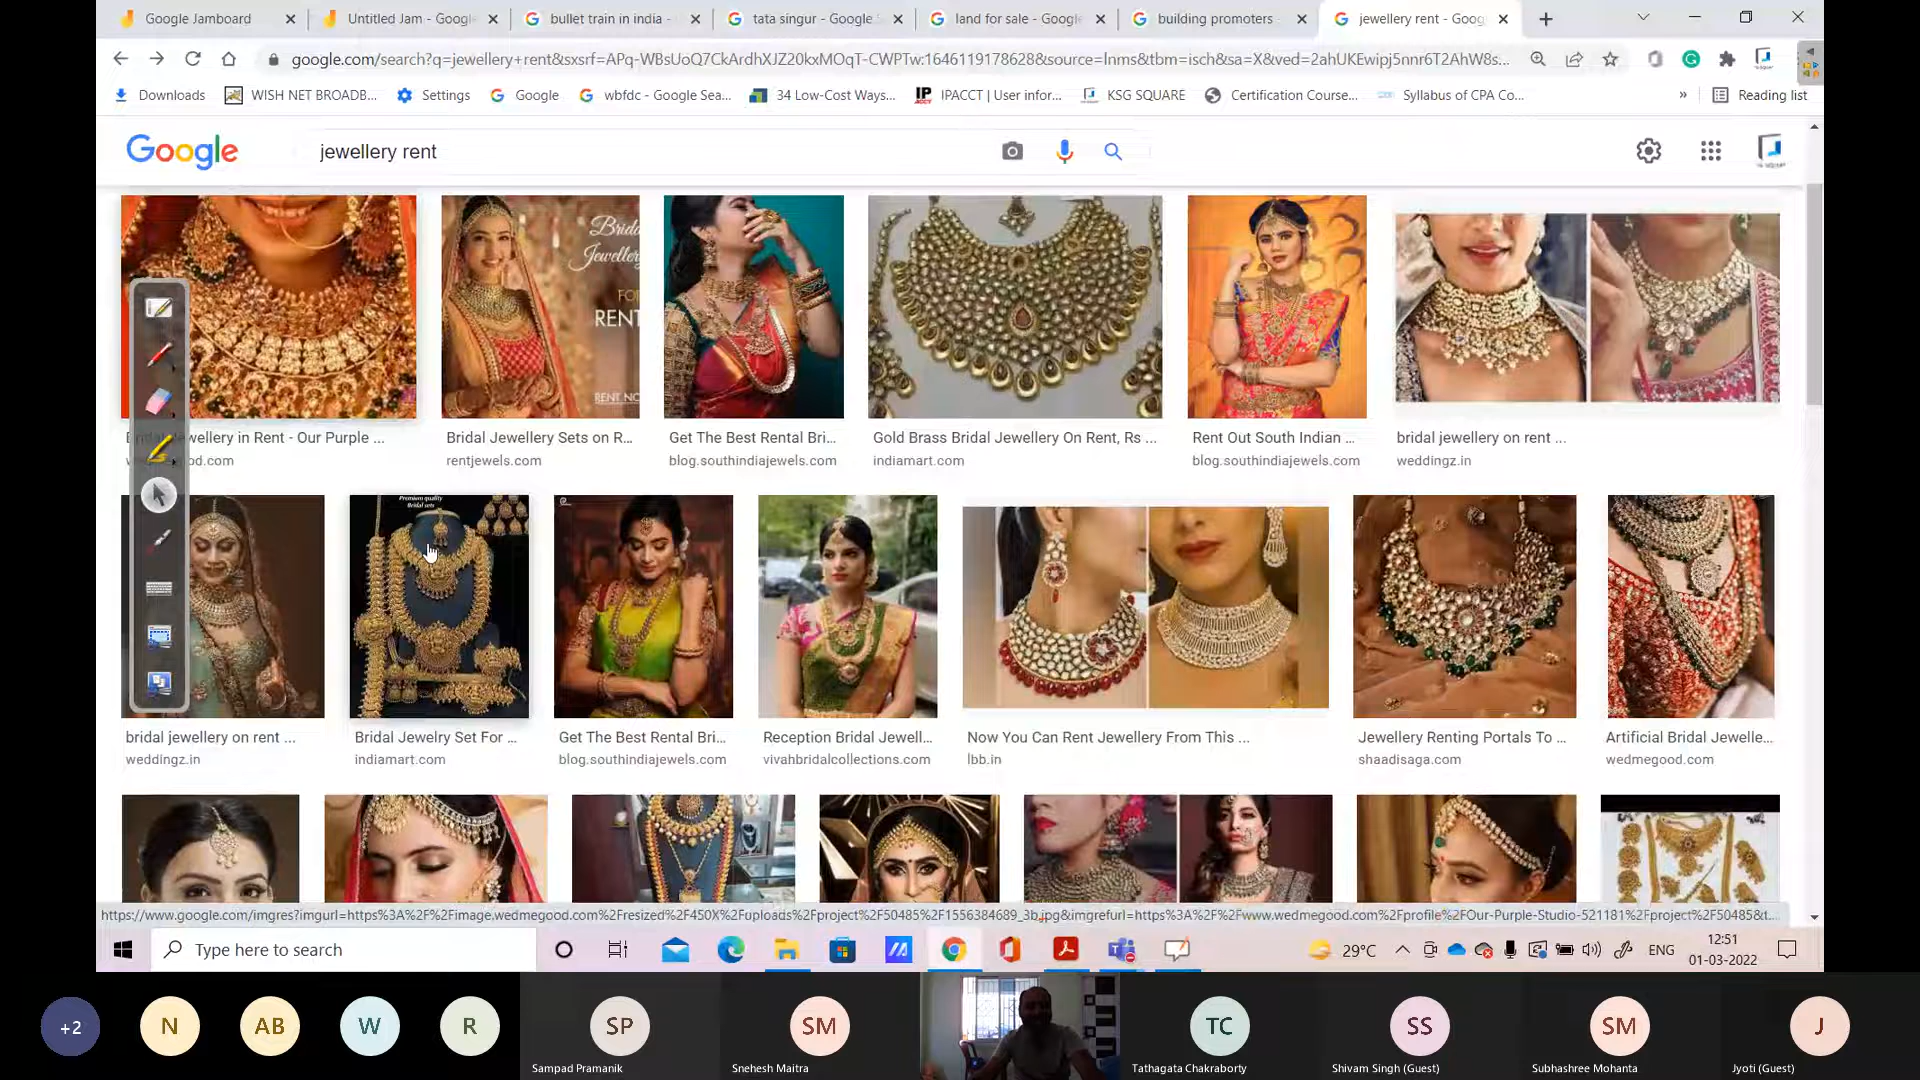 Google Jamboard
Untitled Jam - Google
bullet train in india -
tata singur - Google S
land for sale - Google
building promoters -
jewellery rent - Goog
google.com/search?q=jewellery+rent&sxsrf=APq-WBsUoQ7CkArdhXJZ20kxMOqT-CWPTw:1646119178628&source=lnms&tbm=isch&sa=X&ved=2ahUKEwipj5nnr6T2AhW8s...
Downloads
WISH NET BROADB...
Settings
Google
wbfdc - Google Sea...
34 Low-Cost Ways...
IPACCT | User infor...
KSG SQUARE
Certification Course...
Syllabus of CPA Co...
»
Reading list
Google
jewellery rent
Bridal
Jewellery
FOR
RENT
RENT NO
Bridal Jewellery in Rent - Our Purple ...
Bridal Jewellery Sets on R...
Get The Best Rental Bri...
Gold Brass Bridal Jewellery On Rent, Rs ...
Rent Out South Indian ...
bridal jewellery on rent ...
wedmegood.com
rentjewels.com
blog.southindiajewels.com
indiamart.com
blog.southindiajewels.com
weddingz.in
Premium quality
Bridal sets
bridal jewellery on rent ...
Bridal Jewelry Set For ...
Get The Best Rental Bri...
Reception Bridal Jewell...
Now You Can Rent Jewellery From This ...
Jewellery Renting Portals To ...
Artificial Bridal Jewelle...
weddingz.in
indiamart.com
blog.southindiajewels.com
vivahbridalcollections.com
lbb.in
shaadisaga.com
wedmegood.com
https://www.google.com/imgres?imgurl=https%3A%2F%2Fimage.wedmegood.com%2Fresized%2F450X%2Fuploads%2Fproject%2F50485%2F1556384689_3b.jpg&imgrefurl=https%3A%2F%2Fwww.wedmegood.com%2Fprofile%2FOur-Purple-Studio-521181%2Fproject%2F50485&t...
Type here to search
29°C
ENG
12:51
01-03-2022
+2
N
AB
W
R
SP
SM
TC
SS
SM
J
Sampad Pramanik
Snehesh Maitra
Tathagata Chakraborty
Shivam Singh (Guest)
Subhashree Mohanta
Jyoti (Guest)